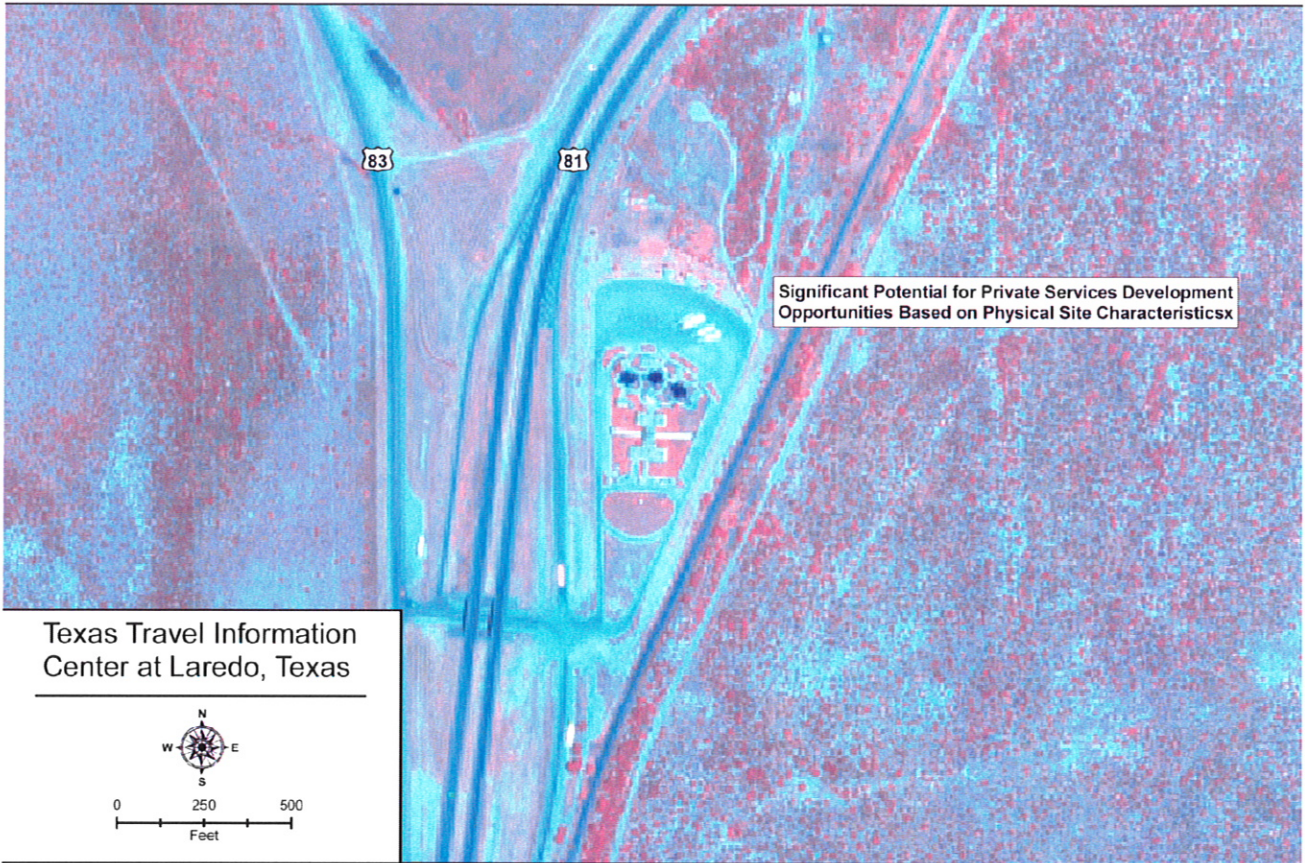 83
81
Significant Potential for Private Services Development
Opportunities Based on Physical Site Characteristicsx
Texas Travel Information
Center at Laredo, Texas
N
W E
S
0 250 500
Feet